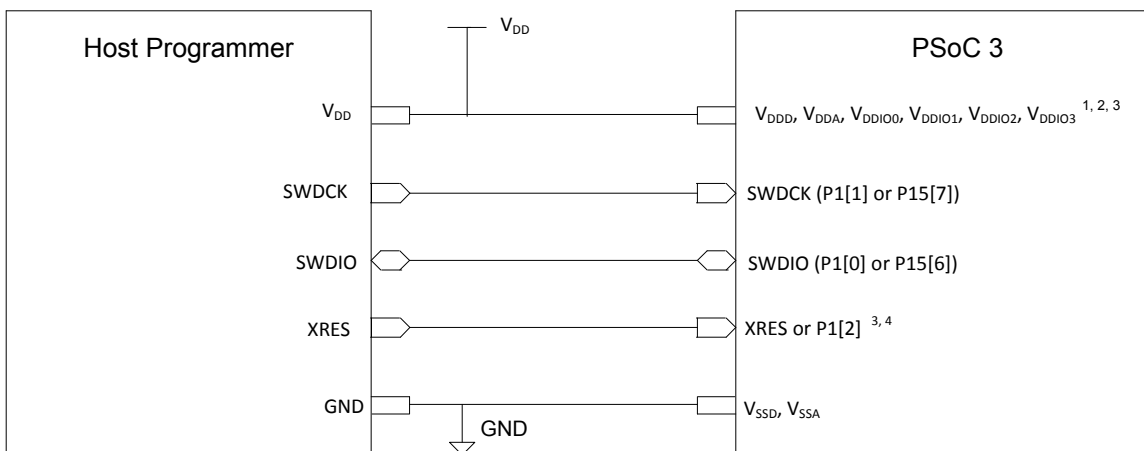 V_DD
Host Programmer
PSoC 3
V_DD
V_DDD, V_DDA, V_DDIO0, V_DDIO1, V_DDIO2, V_DDIO3 1, 2, 3
SWDCK
SWDCK (P1[1] or P15[7])
SWDIO
SWDIO (P1[0] or P15[6])
XRES
XRES or P1[2] 3, 4
GND
GND
V_SSD, V_SSA